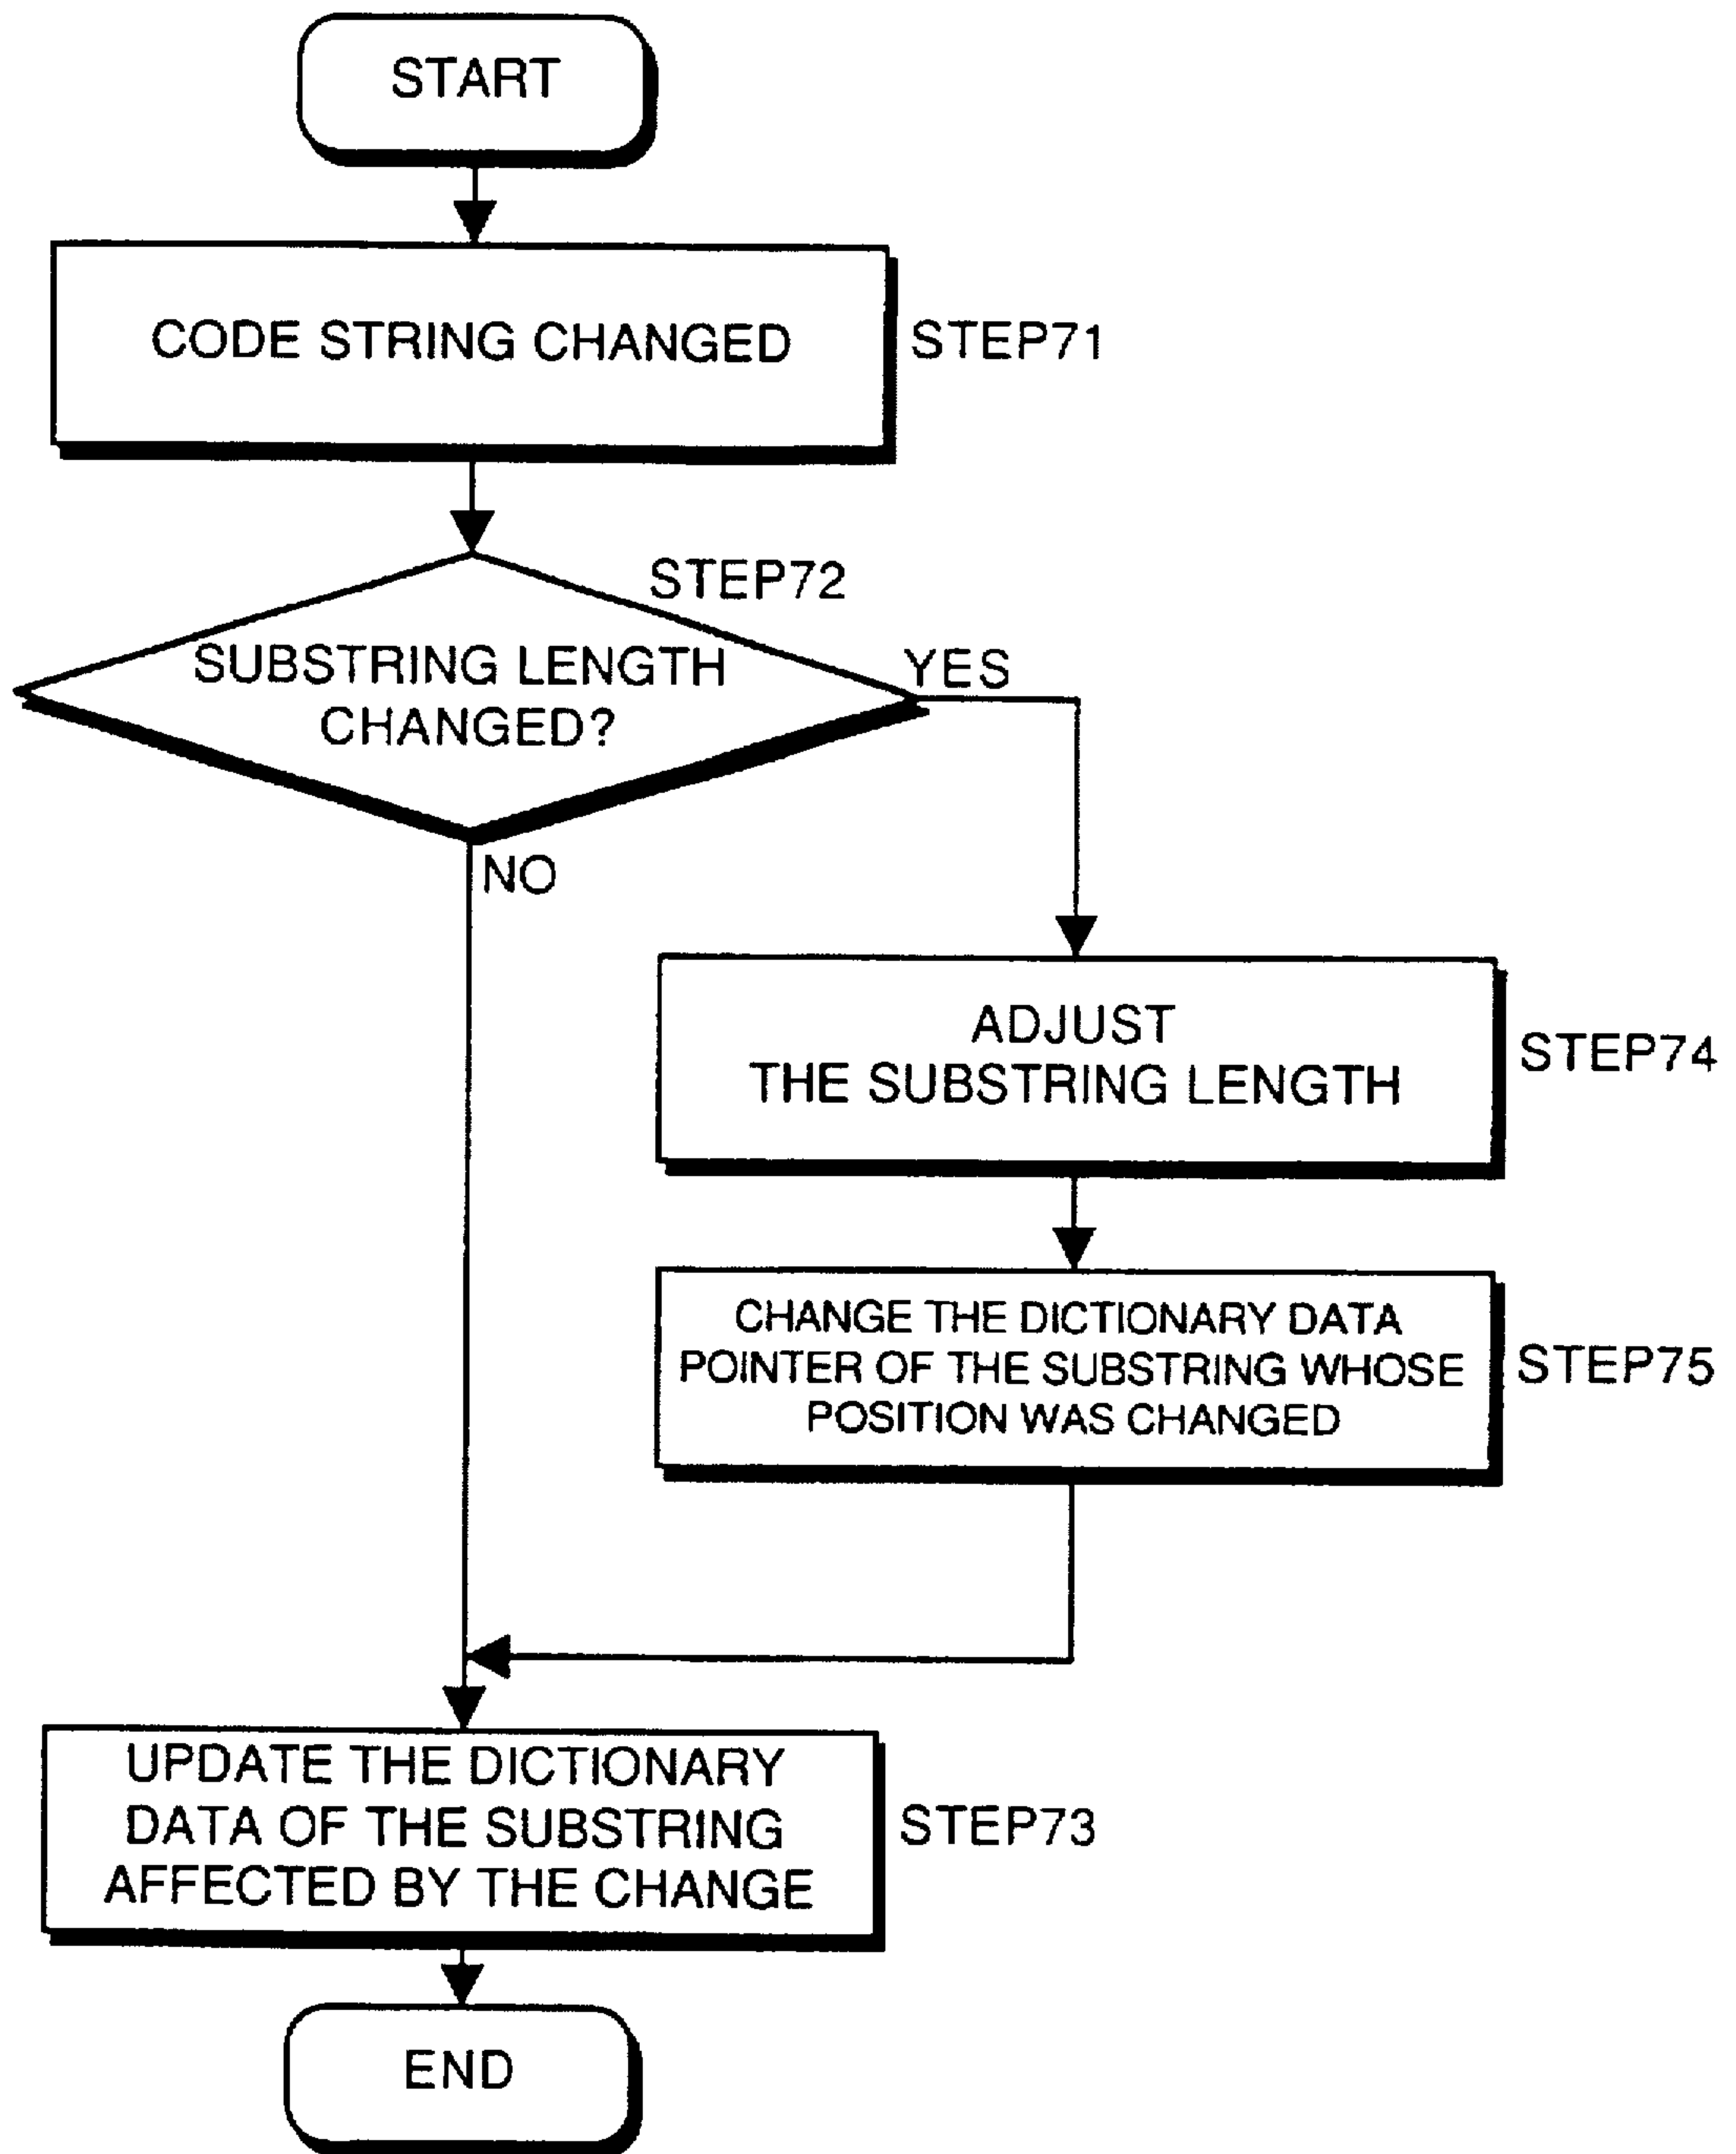 START
CODE STRING CHANGED
STEP71
STEP72
SUBSTRING LENGTH
CHANGED?
YES
NO
ADJUST
THE SUBSTRING LENGTH
STEP74
CHANGE THE DICTIONARY DATA
POINTER OF THE SUBSTRING WHOSE
POSITION WAS CHANGED
STEP75
UPDATE THE DICTIONARY
DATA OF THE SUBSTRING
AFFECTED BY THE CHANGE
STEP73
END